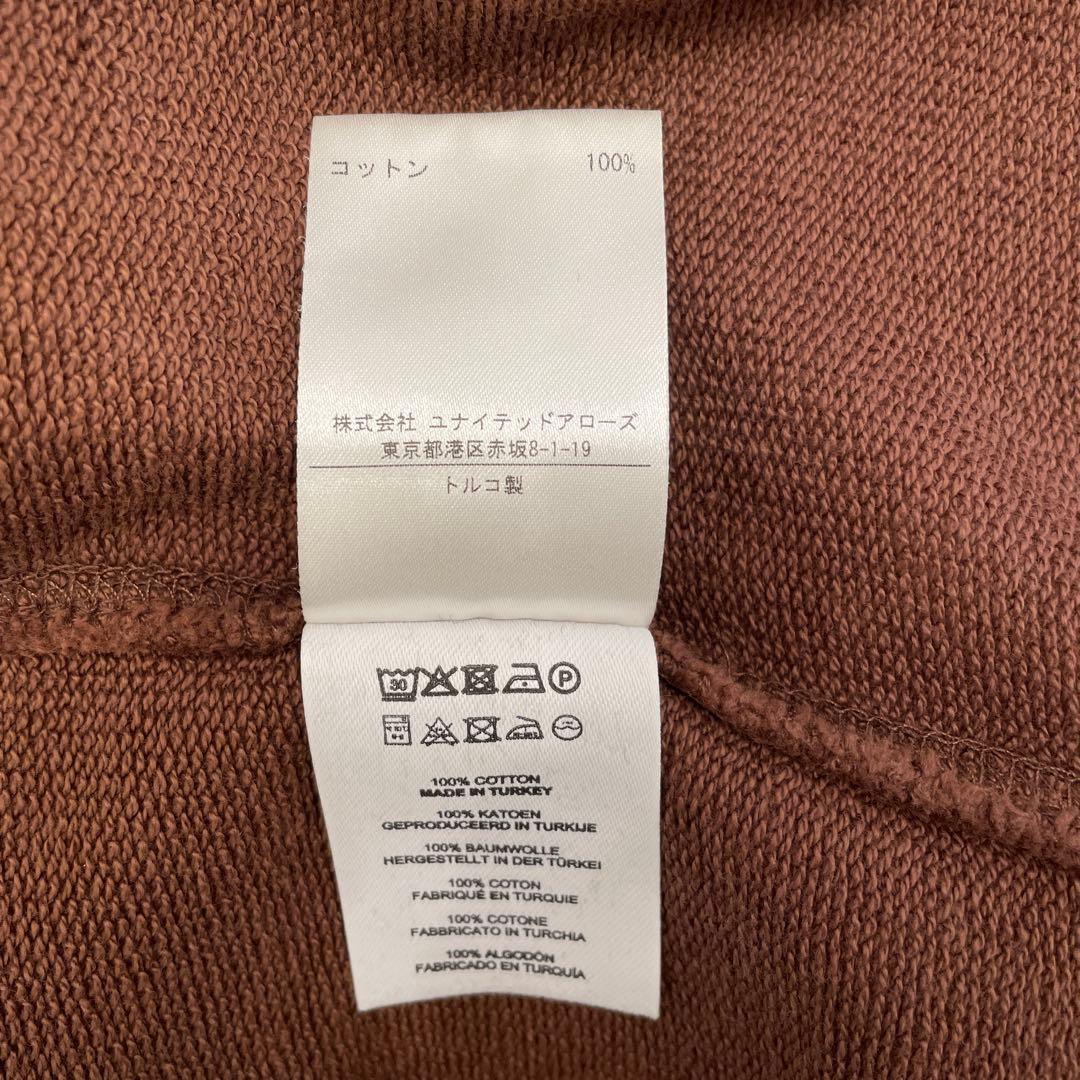 コットン 100%
株式会社 ユナイテッドアローズ
東京都港区赤坂8-1-19
トルコ製
30 P
100% COTTON
MADE IN TURKEY
100% KATOEN
GEPRODUCEERD IN TURKIJE
100% BAUMWOLLE
HERGESTELLT IN DER TÜRKEI
100% COTON
FABRIQUÉ EN TURQUIE
100% COTONE
FABBRICATO IN TURCHIA
100% ALGODÓN
FABRICADO EN TURQUÍA